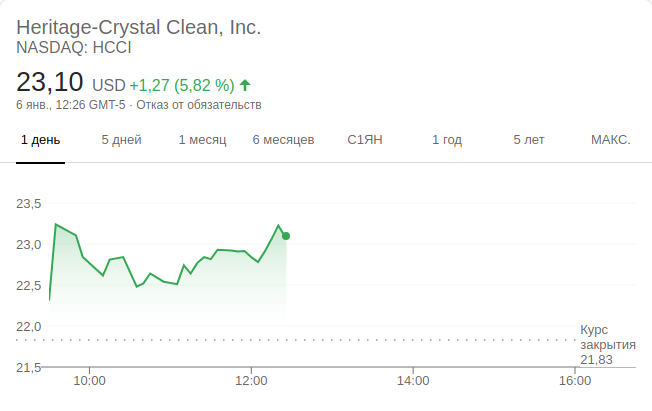 Heritage-Crystal Clean, Inc.
NASDAQ: HCCI
23,10 USD +1,27 (5,82 %) ↑
6 янв., 12:26 GMT-5 · Отказ от обязательств
1 день 5 дней 1 месяц 6 месяцев С1ЯН 1 год 5 лет МАКС.
23,5
23,0
22,5
22,0
Курс
закрытия
21,83
21,5
10:00 12:00 14:00 16:00